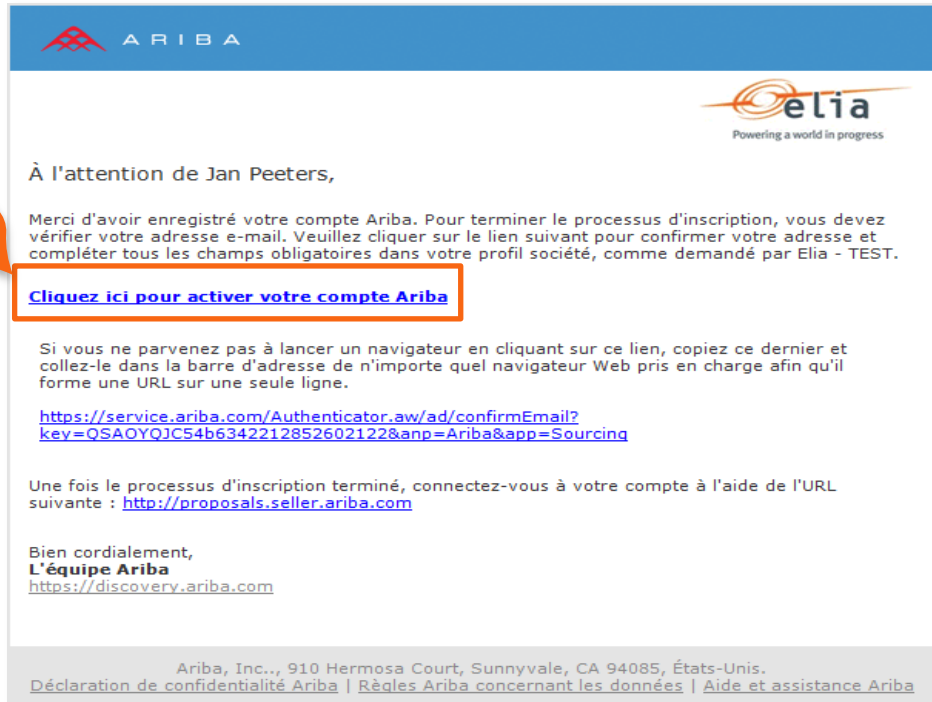 ARIBA
elia
Powering a world in progress
À l'attention de Jan Peeters,
Merci d'avoir enregistré votre compte Ariba. Pour terminer le processus d'inscription, vous devez
vérifier votre adresse e-mail. Veuillez cliquer sur le lien suivant pour confirmer votre adresse et
compléter tous les champs obligatoires dans votre profil société, comme demandé par Elia - TEST.
Cliquez ici pour activer votre compte Ariba
Si vous ne parvenez pas à lancer un navigateur en cliquant sur ce lien, copiez ce dernier et
collez-le dans la barre d'adresse de n'importe quel navigateur Web pris en charge afin qu'il
forme une URL sur une seule ligne.
https://service.ariba.com/Authenticator.aw/ad/confirmEmail?
key=QSAOYQJC54b6342212852602122&anp=Ariba&app=Sourcing
Une fois le processus d'inscription terminé, connectez-vous à votre compte à l'aide de l'URL
suivante : http://proposals.seller.ariba.com
Bien cordialement,
L'équipe Ariba
https://discovery.ariba.com
Ariba, Inc.., 910 Hermosa Court, Sunnyvale, CA 94085, États-Unis.
Déclaration de confidentialité Ariba | Règles Ariba concernant les données | Aide et assistance Ariba